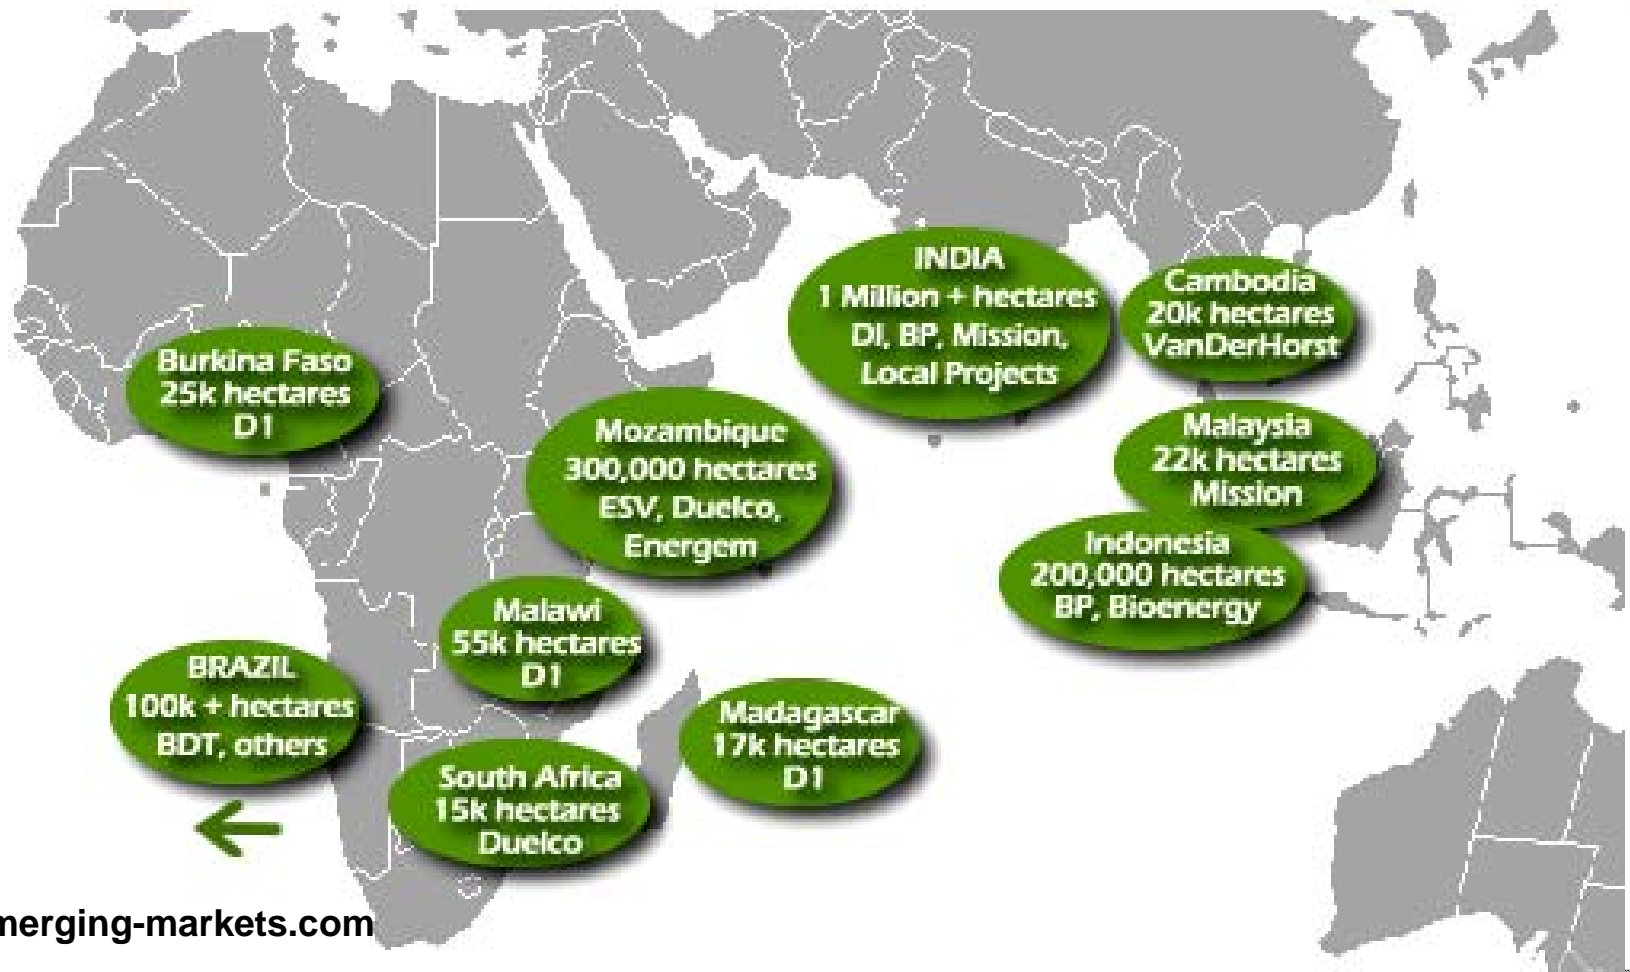 INDIA
1 Million + hectares
DI, BP, Mission,
Local Projects
Cambodia
20k hectares
VanDerHorst
Burkina Faso
25k hectares
D1
Mozambique
300,000 hectares
ESV, Duelco,
Energem
Malaysia
22k hectares
Mission
Indonesia
200,000 hectares
BP, Bioenergy
Malawi
55k hectares
D1
BRAZIL
100k + hectares
BDT, others
Madagascar
17k hectares
D1
South Africa
15k hectares
Duelco
merging-markets.com